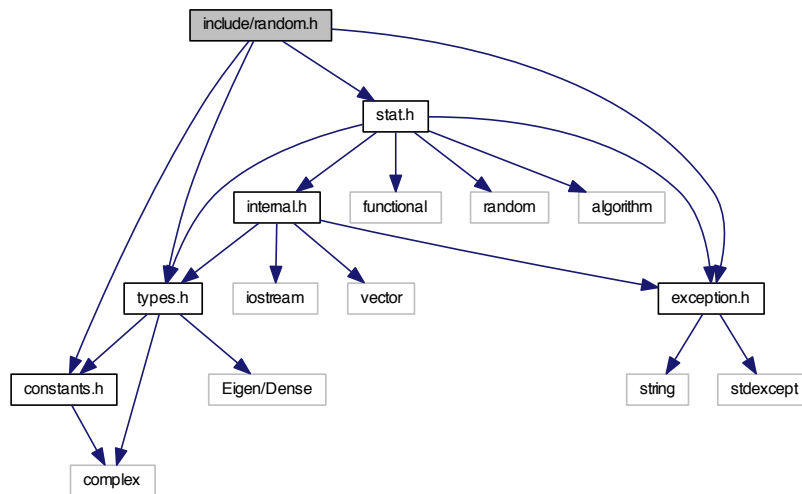 include/random.h
stat.h
internal.h
functional
random
algorithm
types.h
iostream
vector
exception.h
constants.h
Eigen/Dense
string
stdexcept
complex